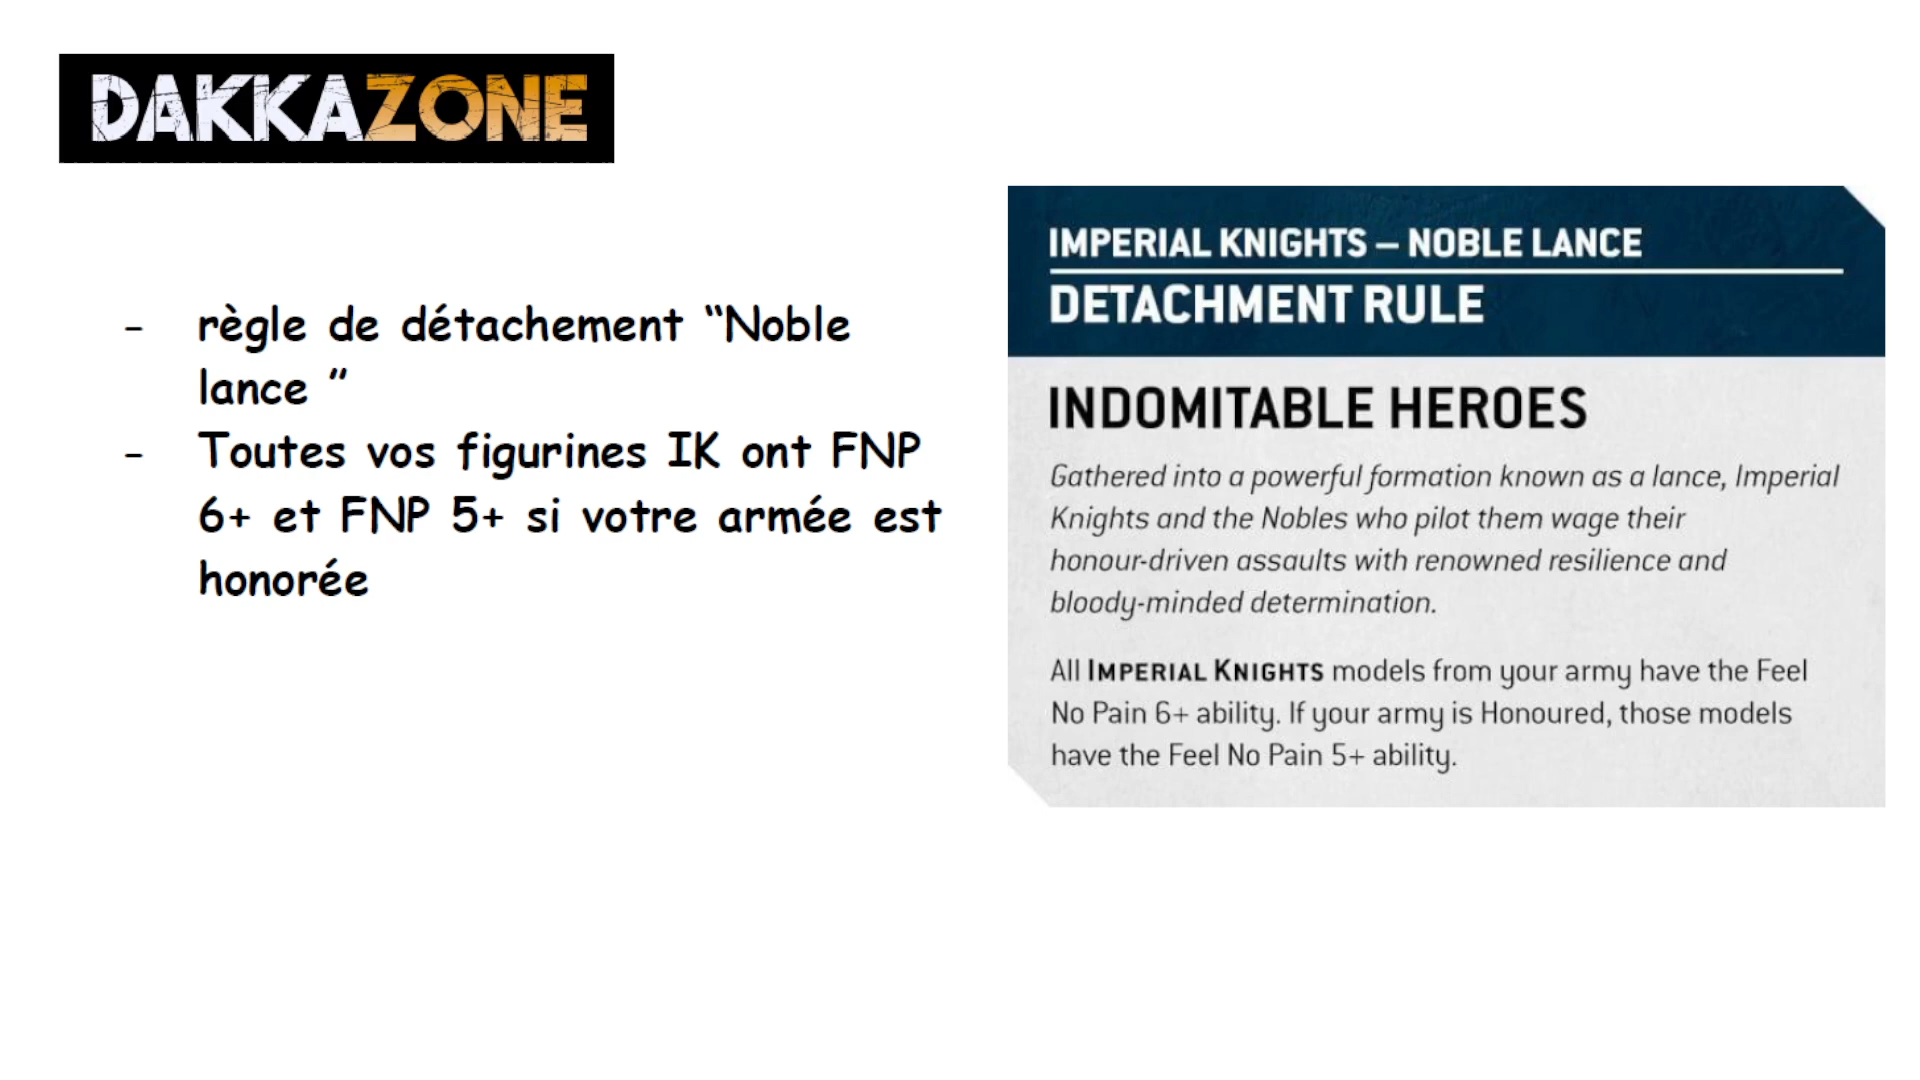 DAKKAZONE
- règle de détachement “Noble
lance ”
- Toutes vos figurines IK ont FNP
6+ et FNP 5+ si votre armée est
honorée
IMPERIAL KNIGHTS – NOBLE LANCE
DETACHMENT RULE
INDOMITABLE HEROES
Gathered into a powerful formation known as a lance, Imperial
Knights and the Nobles who pilot them wage their
honour-driven assaults with renowned resilience and
bloody-minded determination.
All IMPERIAL KNIGHTS models from your army have the Feel
No Pain 6+ ability. If your army is Honoured, those models
have the Feel No Pain 5+ ability.